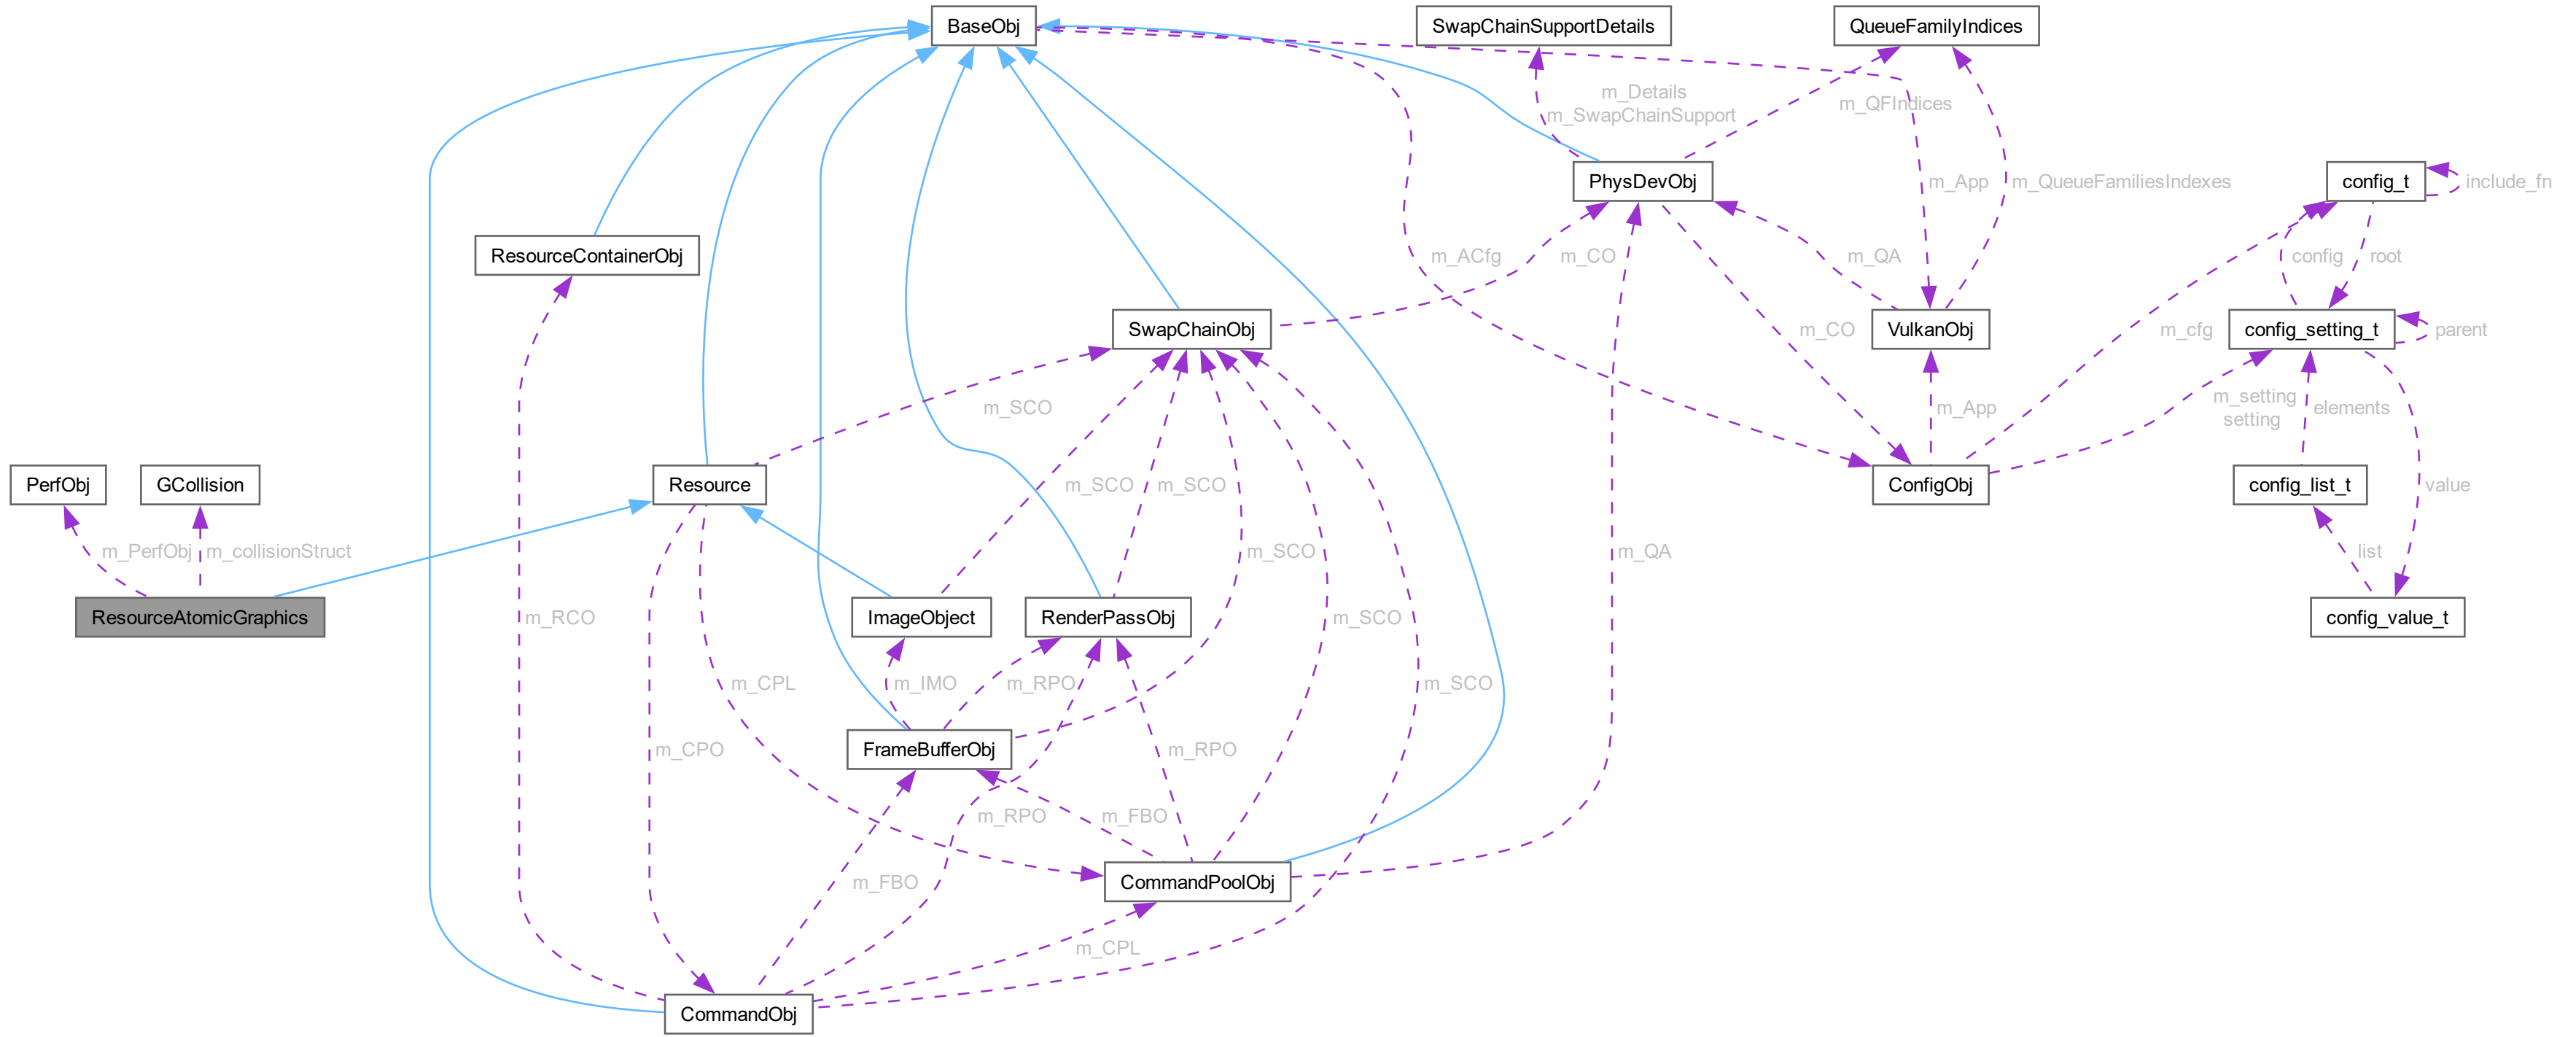 BaseObj
SwapChainSupportDetails
QueueFamilyIndices
m_Details
m_SwapChainSupport
m_QFIndices
PhysDevObj
m_App
m_QueueFamiliesIndexes
config_t
include_fn
ResourceContainerObj
m_ACfg
m_CO
m_QA
config
root
SwapChainObj
m_CO
VulkanObj
m_cfg
config_setting_t
parent
m_SCO
m_App
m_setting
setting
elements
PerfObj
GCollision
Resource
m_SCO
m_SCO
ConfigObj
config_list_t
value
m_PerfObj
m_collisionStruct
m_SCO
m_QA
list
ResourceAtomicGraphics
m_RCO
ImageObject
RenderPassObj
m_SCO
config_value_t
m_CPL
m_IMO
m_RPO
m_SCO
m_CPO
FrameBufferObj
m_RPO
m_RPO
m_FBO
m_FBO
CommandPoolObj
m_CPL
CommandObj